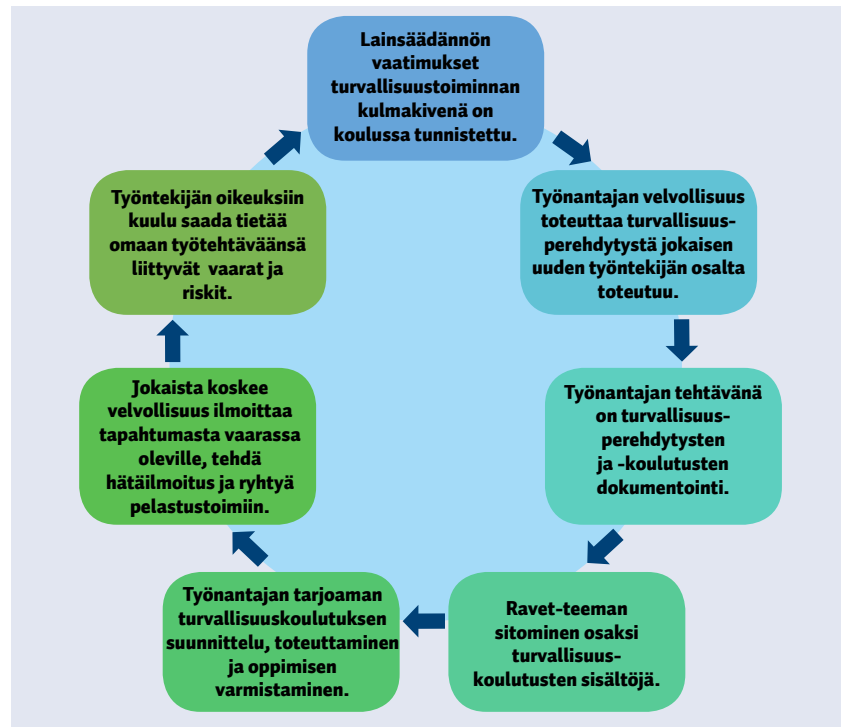 Lainsäädännön
vaatimukset
turvallisuustoiminnan
kulmakivenä on
koulussa tunnistettu.
Työnantajan velvollisuus
toteuttaa turvallisuus-
perehdytystä jokaisen
uuden työntekijän osalta
toteutuu.
Työnantajan tehtävänä
on turvallisuus-
perehdytysten
ja -koulutusten
dokumentointi.
Ravet-teeman
sitominen osaksi
turvallisuus-
koulutusten sisältöjä.
Työnantajan tarjoaman
turvallisuuskoulutuksen
suunnittelu, toteuttaminen
ja oppimisen
varmistaminen.
Jokaista koskee
velvollisuus ilmoittaa
tapahtumasta vaarassa
oleville, tehdä
hätäilmoitus ja ryhtyä
pelastustoimiin.
Työntekijän oikeuksiin
kuulu saada tietää
omaan työtehtäväänsä
liittyvät vaarat ja
riskit.